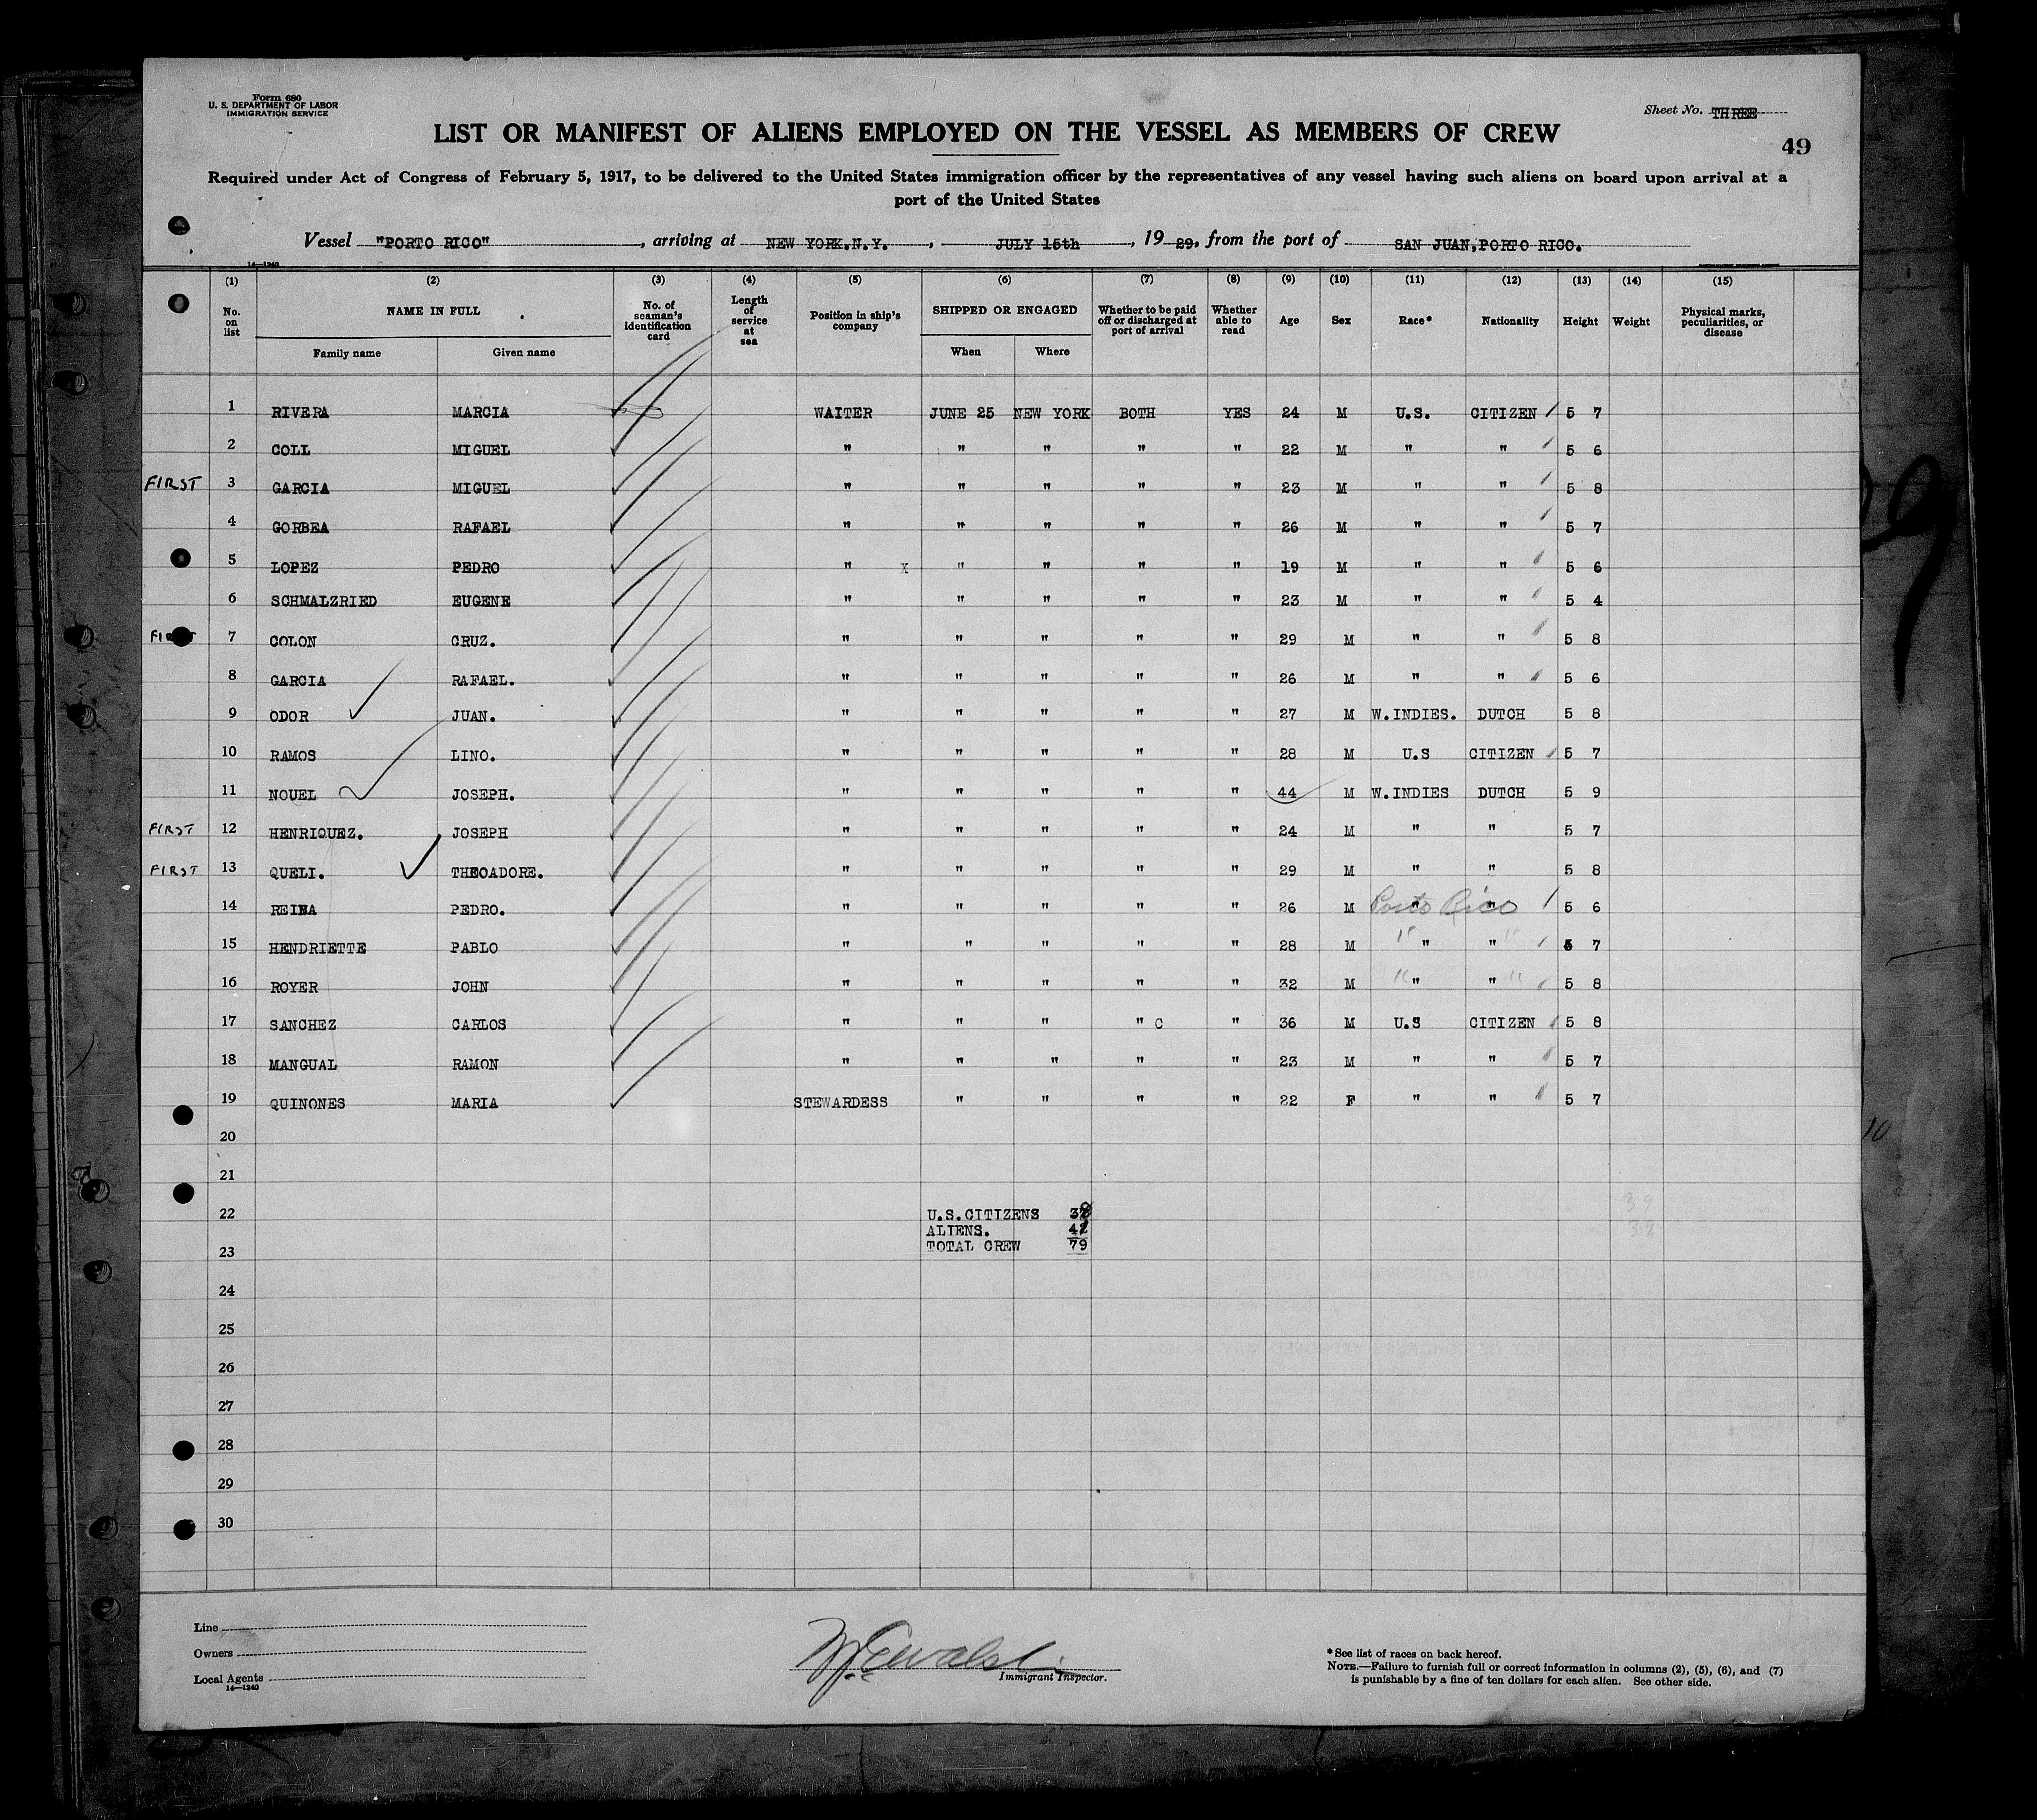 Form 680
U. S. DEPARTMENT OF LABOR
IMMIGRATION SERVICE
Sheet No. THREE
LIST OR MANIFEST OF ALIENS EMPLOYED ON THE VESSEL AS MEMBERS OF CREW
49
Required under Act of Congress of February 5, 1917, to be delivered to the United States immigration officer by the representatives of any vessel having such aliens on board upon arrival at a
port of the United States
Vessel "PORTO RICO", arriving at NEW YORK.N.Y., JULY 15th, 19 29, from the port of SAN JUAN,PORTO RICO.
14—1240
(1) (2) (3) (4) (5) (6) (7) (8) (9) (10) (11) (12) (13) (14) (15)
No. on list NAME IN FULL No. of seaman's identification card Length of service at sea Position in ship's company SHIPPED OR ENGAGED Whether to be paid off or discharged at port of arrival Whether able to read Age Sex Race* Nationality Height Weight Physical marks, peculiarities, or disease
Family name Given name When Where
1 RIVERA MARCIA WAITER JUNE 25 NEW YORK BOTH YES 24 M U.S. CITIZEN 5 7
2 COLL MIGUEL " " " " " 22 M " " 5 6
FIRST 3 GARCIA MIGUEL " " " " " 23 M " " 5 8
4 GORBEA RAFAEL " " " " " 26 M " " 5 7
5 LOPEZ PEDRO " X " " " " 19 M " " 5 6
6 SCHMALZRIED EUGENE " " " " " 23 M " " 5 4
FIRST 7 COLON CRUZ. " " " " " 29 M " " 5 8
8 GARCIA RAFAEL. " " " " " 26 M " " 5 6
9 ODOR JUAN. " " " " " 27 M W.INDIES. DUTCH 5 8
10 RAMOS LINO. " " " " " 28 M U.S CITIZEN 5 7
11 NOUEL JOSEPH. " " " " " 44 M W.INDIES DUTCH 5 9
FIRST 12 HENRIQUEZ. JOSEPH " " " " " 24 M " " 5 7
FIRST 13 QUELI. THEOADORE. " " " " " 29 M " " 5 8
14 REINA PEDRO. " " " " " 26 M " " Porto Rico 5 6
15 HENDRIETTE PABLO " " " " " 28 M " " " " 5 7
16 ROYER JOHN " " " " " 32 M " " " " 5 8
17 SANCHEZ CARLOS " " " " C " 36 M U.S CITIZEN 5 8
18 MANGUAL RAMON " " " " " 23 M " " 5 7
19 QUINONES MARIA STEWARDESS " " " " 22 F " " 5 7
20
21
22 U.S.CITIZENS 38
ALIENS. 41
23 TOTAL CREW 79
24
25
26
27
28
29
30
Line
Owners
Local Agents
14—1240
Immigrant Inspector.
* See list of races on back hereof.
NOTE.—Failure to furnish full or correct information in columns (2), (5), (6), and (7)
is punishable by a fine of ten dollars for each alien. See other side.